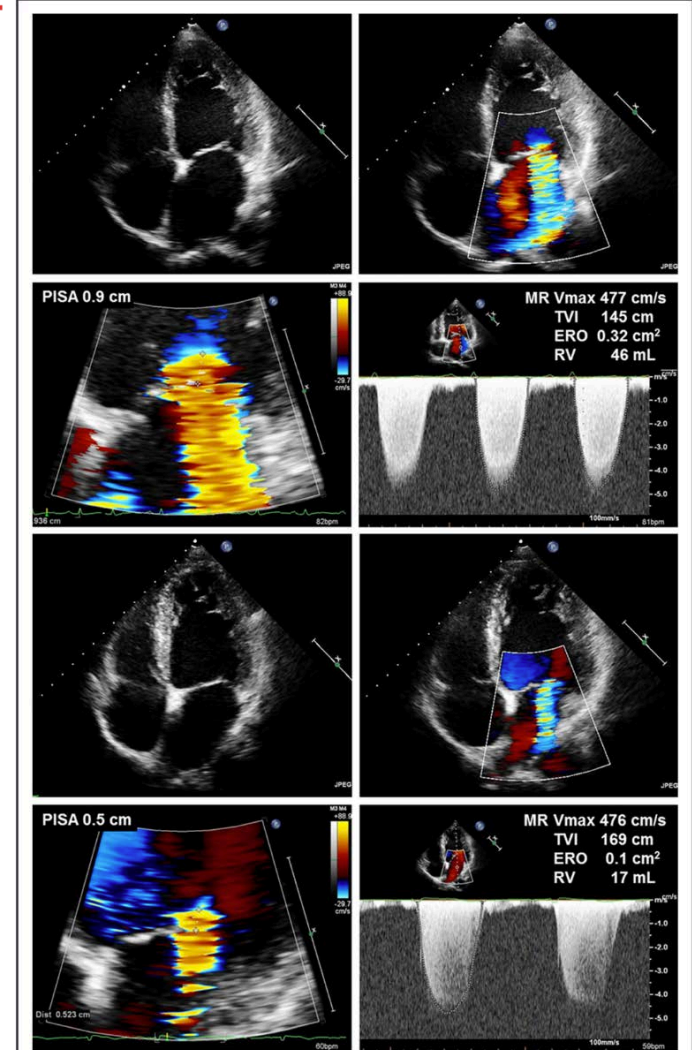 JPEG
JPEG
PISA 0.9 cm
M3 M4
+88.9
-29.7
cm/s
936 cm
82bpm
MR Vmax 477 cm/s
TVI 145 cm
ERO 0.32 cm²
RV 46 mL
cm/s
m/s
-1.0
-2.0
-3.0
-4.0
-5.0
100mm/s
81bpm
JPEG
JPEG
PISA 0.5 cm
M3 M4
+88.9
-29.7
cm/s
Dist 0.523 cm
60bpm
MR Vmax 476 cm/s
TVI 169 cm
ERO 0.1 cm²
RV 17 mL
cm/s
m/s
-1.0
-2.0
-3.0
-4.0
-5.0
100mm/s
59bpm